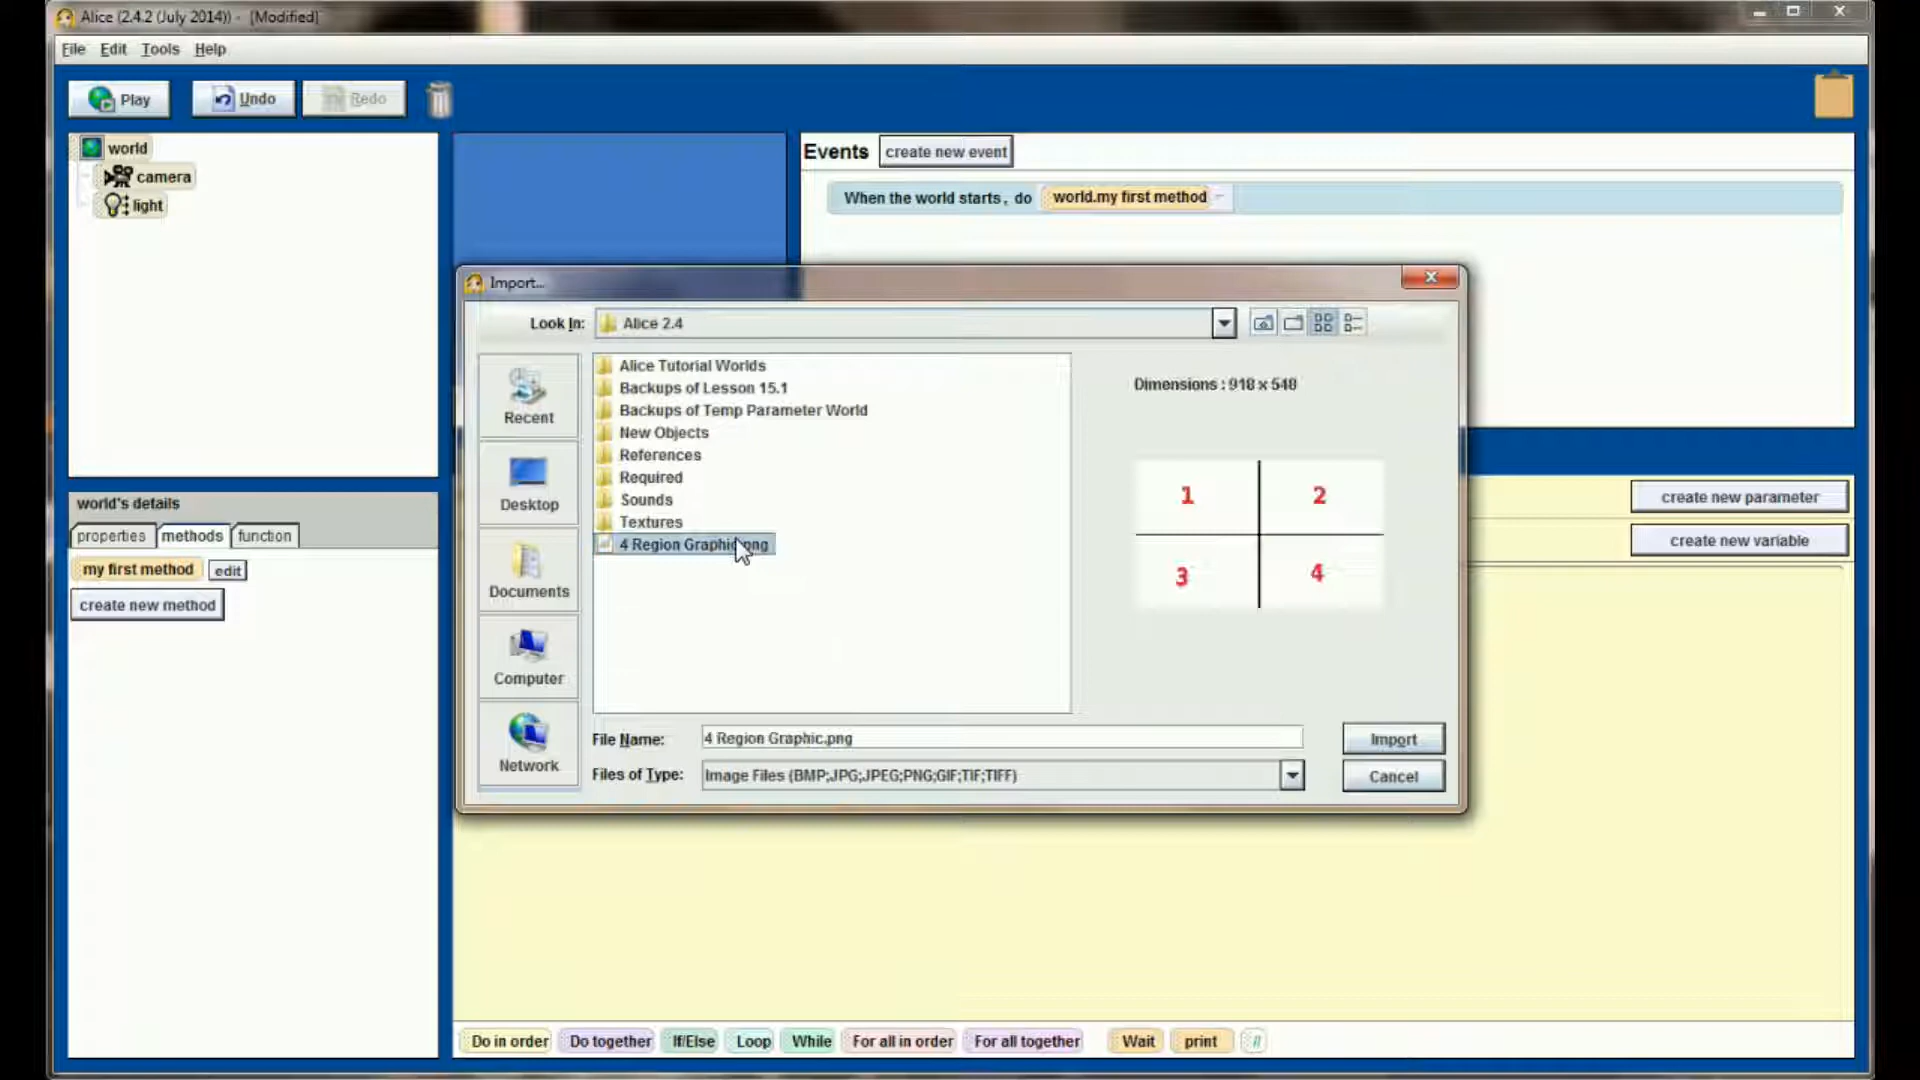 Alice (2.4.2 (July 2014)) - [Modified]
File Edit Tools Help
Play Undo Redo
world
camera
light
Events create new event
When the world starts, do world.my first method
Import...
Look In: Alice 2.4
Recent
Desktop
Documents
Computer
Network
Alice Tutorial Worlds
Backups of Lesson 15.1
Backups of Temp Parameter World
New Objects
References
Required
Sounds
Textures
4 Region Graphic.png
Dimensions : 918 x 548
1 2
3 4
File Name: 4 Region Graphic.png
Files of Type: Image Files (BMP;JPG;JPEG;PNG;GIF;TIF;TIFF)
Import
Cancel
world's details
properties methods function
my first method edit
create new method
create new parameter
create new variable
Do in order Do together If/Else Loop While For all in order For all together Wait print //